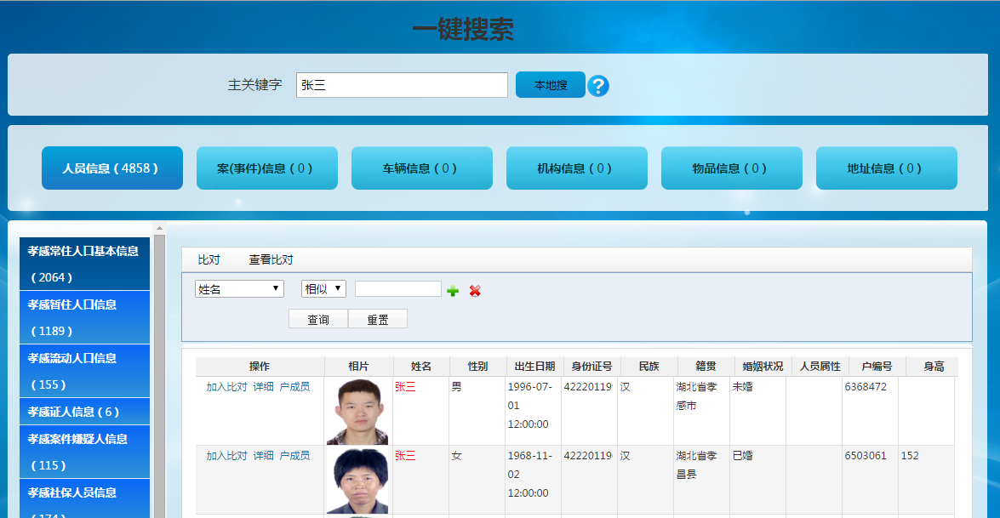 一键搜索
主关键字 张三 本地搜 ?
人员信息（4858） 案(事件)信息（0） 车辆信息（0） 机构信息（0） 物品信息（0） 地址信息（0）
孝感常住人口基本信息
（2064）
孝感暂住人口信息
（1189）
孝感流动人口信息
（155）
孝感证人信息（6）
孝感案件嫌疑人信息
（115）
孝感社保人员信息
（174）
比对 查看比对
姓名 相似
查询 重置
操作 相片 姓名 性别 出生日期 身份证号 民族 籍贯 婚姻状况 人员属性 户编号 身高
加入比对 详细 户成员 张三 男 1996-07- 42220119 汉 湖北省孝 未婚 6368472
01 感市
12:00:00
加入比对 详细 户成员 张三 女 1968-11- 42220119 汉 湖北省孝 已婚 6503061 152
02 昌县
12:00:00